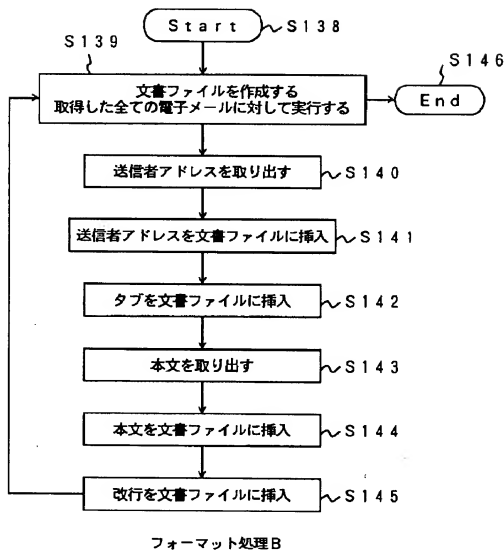 Start
S138
S139
S146
文書ファイルを作成する
取得した全ての電子メールに対して実行する
End
送信者アドレスを取り出す
S140
送信者アドレスを文書ファイルに挿入
S141
タブを文書ファイルに挿入
S142
本文を取り出す
S143
本文を文書ファイルに挿入
S144
改行を文書ファイルに挿入
S145
フォーマット処理B